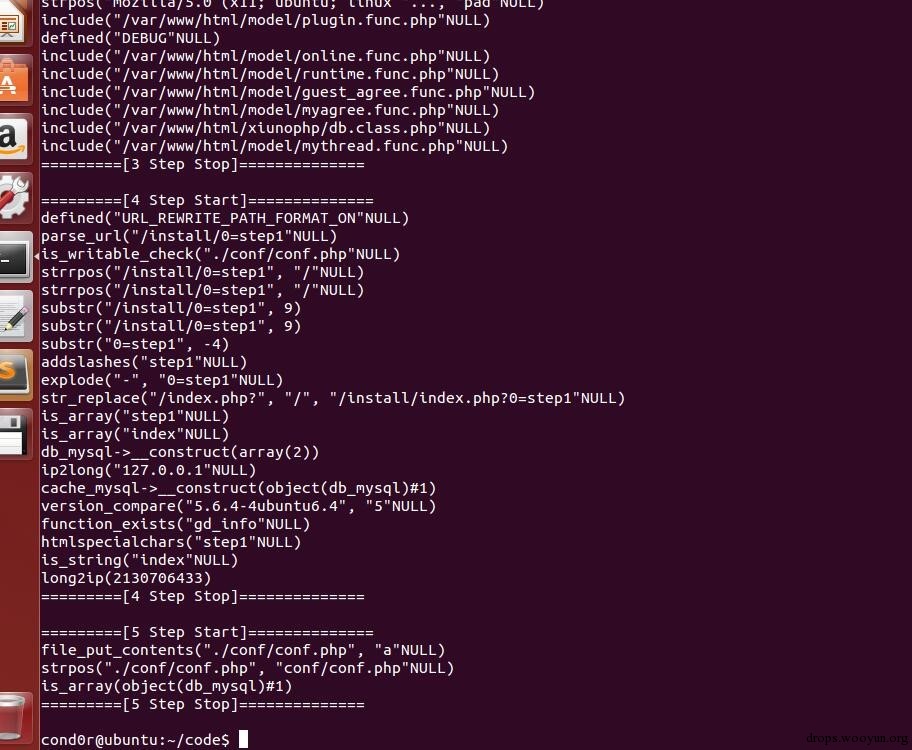 strpos("Mozilla/5.0 (X11; Ubuntu; Linux "..., "pad"NULL)
include("/var/www/html/model/plugin.func.php"NULL)
defined("DEBUG"NULL)
include("/var/www/html/model/online.func.php"NULL)
include("/var/www/html/model/runtime.func.php"NULL)
include("/var/www/html/model/guest_agree.func.php"NULL)
include("/var/www/html/model/myagree.func.php"NULL)
include("/var/www/html/xiunophp/db.class.php"NULL)
include("/var/www/html/model/mythread.func.php"NULL)
=========[3 Step Stop]==============
=========[4 Step Start]==============
defined("URL_REWRITE_PATH_FORMAT_ON"NULL)
parse_url("/install/0=step1"NULL)
is_writable_check("./conf/conf.php"NULL)
strrpos("/install/0=step1", "/"NULL)
strrpos("/install/0=step1", "/"NULL)
substr("/install/0=step1", 9)
substr("/install/0=step1", 9)
substr("0=step1", -4)
addslashes("step1"NULL)
explode("-", "0=step1"NULL)
str_replace("/index.php?", "/", "/install/index.php?0=step1"NULL)
is_array("step1"NULL)
is_array("index"NULL)
db_mysql->__construct(array(2))
ip2long("127.0.0.1"NULL)
cache_mysql->__construct(object(db_mysql)#1)
version_compare("5.6.4-4ubuntu6.4", "5"NULL)
function_exists("gd_info"NULL)
htmlspecialchars("step1"NULL)
is_string("index"NULL)
long2ip(2130706433)
=========[4 Step Stop]==============
=========[5 Step Start]==============
file_put_contents("./conf/conf.php", "a"NULL)
strpos("./conf/conf.php", "conf/conf.php"NULL)
is_array(object(db_mysql)#1)
=========[5 Step Stop]==============
cond0r@ubuntu:~/code$
drops.wooyun.org